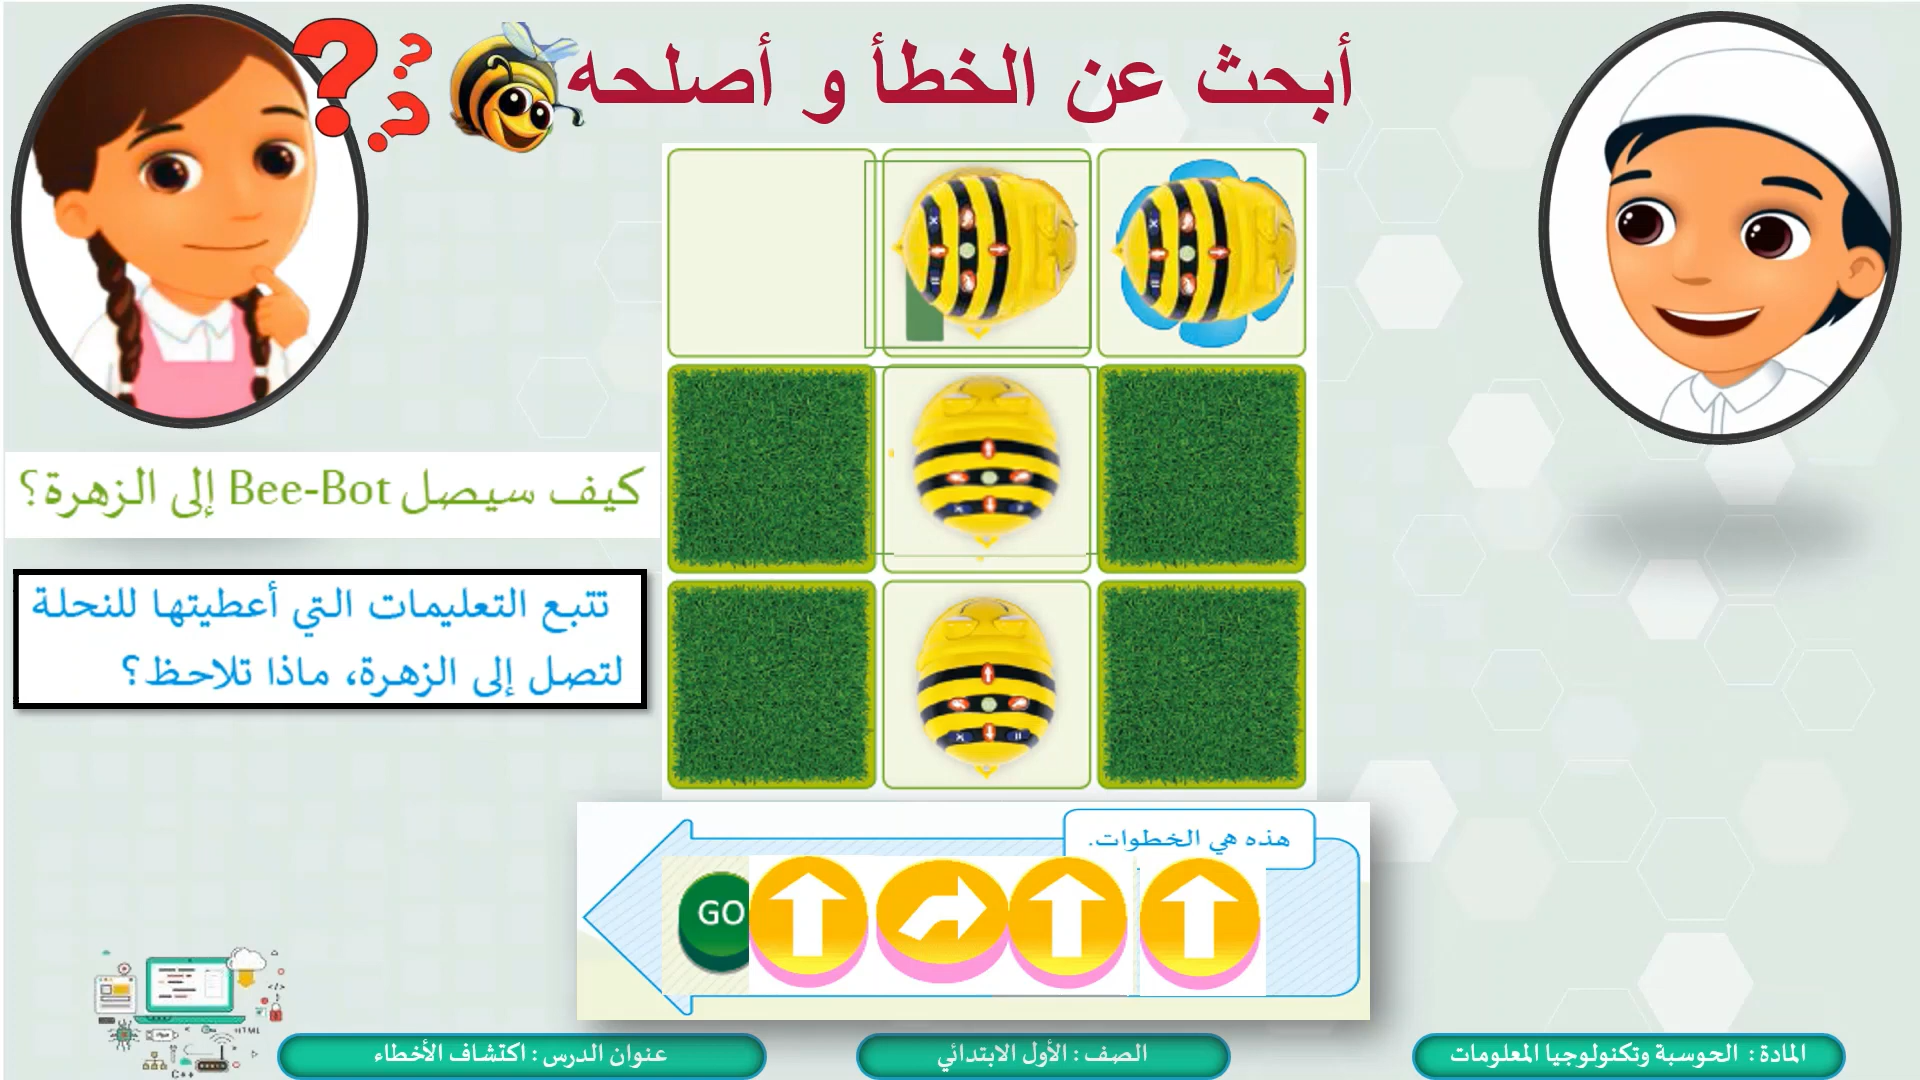 أبحث عن الخطأ و أصلحه
كيف سيصل Bee-Bot إلى الزهرة؟
تتبع التعليمات التي أعطيتها للنحلة
لتصل إلى الزهرة، ماذا تلاحظ؟
هذه هي الخطوات.
GO
المادة : الحوسبة وتكنولوجيا المعلومات
الصف : الأول الابتدائي
عنوان الدرس : اكتشاف الأخطاء
HTML
C++